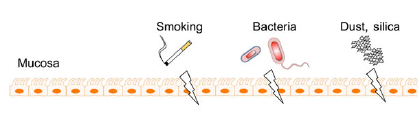 Smoking
Bacteria
Dust, silica
Mucosa